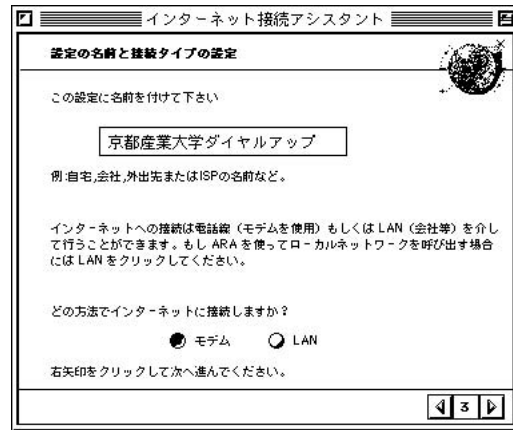 インターネット接続アシスタント
設定の名前と接続タイプの設定
この設定に名前を付けて下さい
京都産業大学ダイヤルアップ
例:自宅,会社,外出先またはISPの名前など。
インターネットへの接続は電話線（モデムを使用）もしくは LAN（会社等）を介し
て行うことができます。もし ARA を使ってローカルネットワークを呼び出す場合
には LAN をクリックしてください。
どの方法でインターネットに接続しますか？
モデム LAN
右矢印をクリックして次へ進んでください。
3